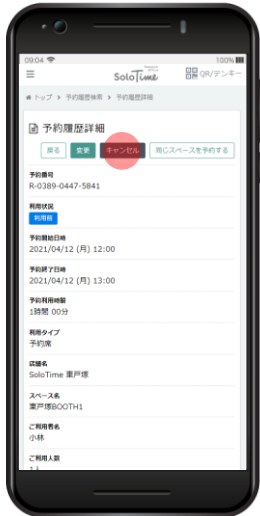 09:04 100%
SoloTime QR/テンキー
トップ > 予約履歴検索 > 予約履歴詳細
予約履歴詳細
戻る 変更 キャンセル 同じスペースを予約する
予約番号
R-0389-0447-5841
利用状況
利用前
予約開始日時
2021/04/12 (月) 12:00
予約終了日時
2021/04/12 (月) 13:00
予約利用時間
1時間 00分
利用タイプ
予約席
店舗名
SoloTime 東戸塚
スペース名
東戸塚BOOTH1
ご利用者名
小林
ご利用人数
1人